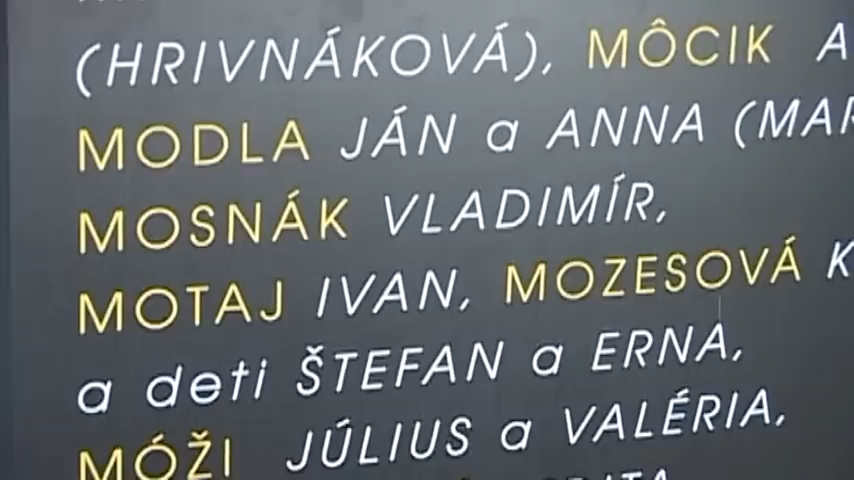 (HRIVNÁKOVÁ), MÔCIK
MODLA JÁN a ANNA
MOSNÁK VLADIMÍR,
MOTAJ IVAN, MOZESOVÁ
a deti ŠTEFAN a ERNA,
MÓŽI JÚLIUS a VALÉRIA,